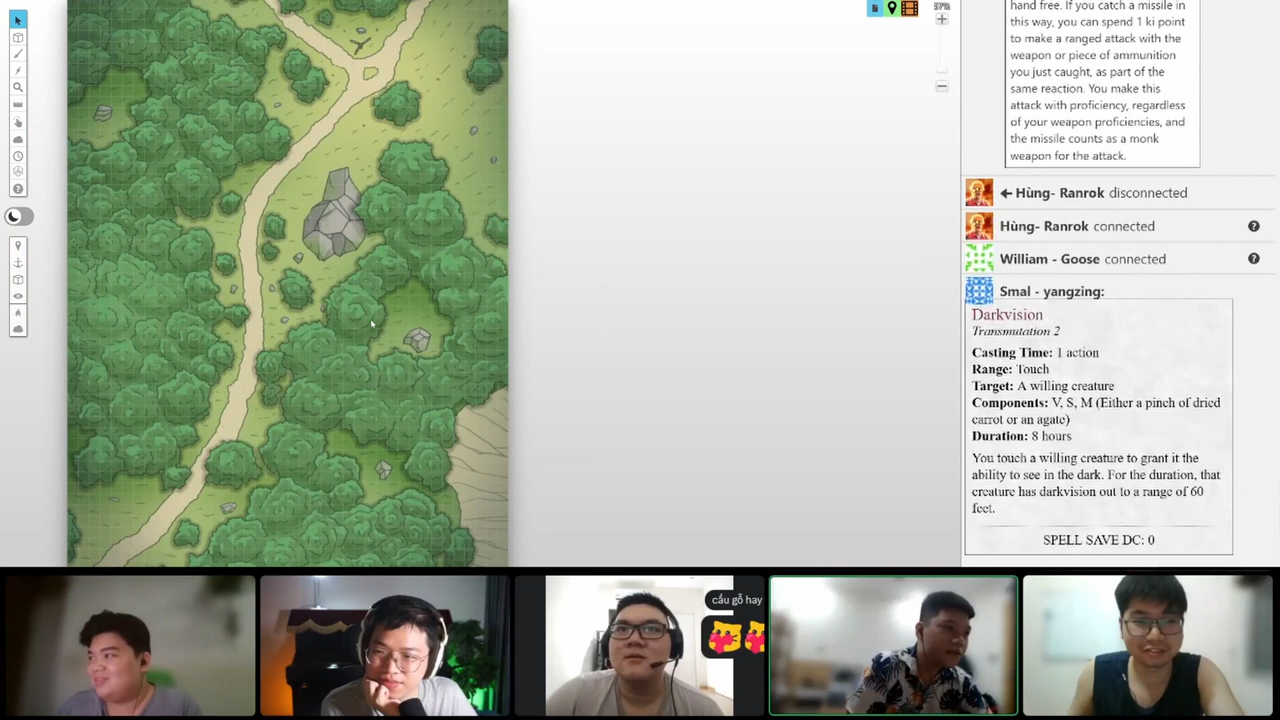 57%
hand free. If you catch a missile in
this way, you can spend 1 ki point
to make a ranged attack with the
weapon or piece of ammunition
you just caught, as part of the
same reaction. You make this
attack with proficiency, regardless
of your weapon proficiencies, and
the missile counts as a monk
weapon for the attack.
Hùng- Ranrok disconnected
Hùng- Ranrok connected
William - Goose connected
Smal - yangzing:
Darkvision
Transmutation 2
Casting Time: 1 action
Range: Touch
Target: A willing creature
Components: V, S, M (Either a pinch of dried
carrot or an agate)
Duration: 8 hours
You touch a willing creature to grant it the
ability to see in the dark. For the duration, that
creature has darkvision out to a range of 60
feet.
SPELL SAVE DC: 0
cầu gỗ hay